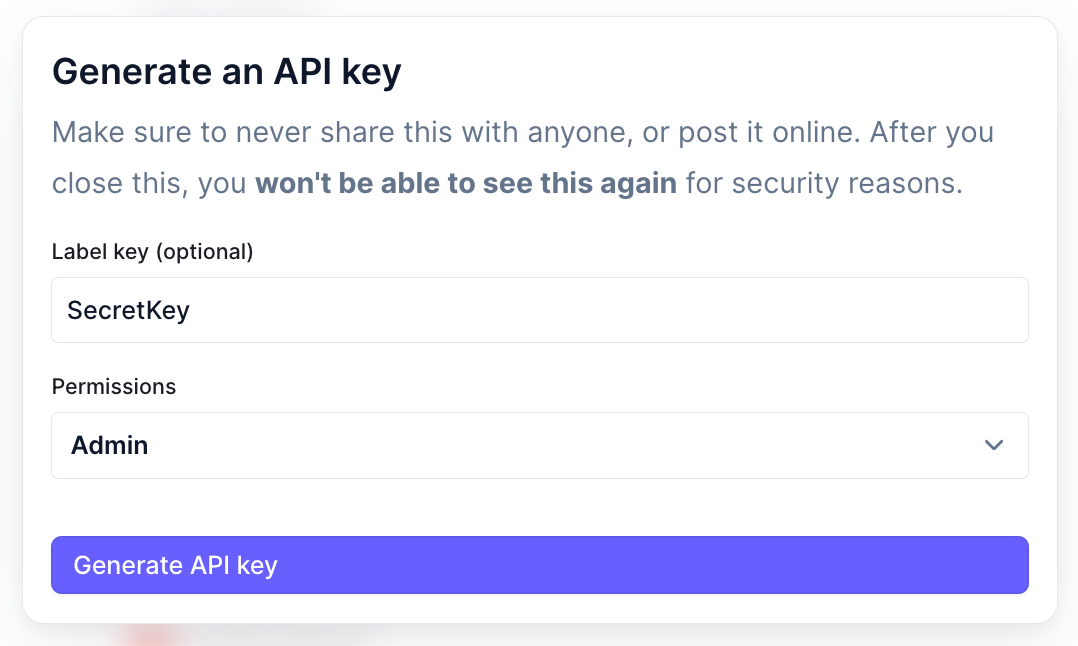 Generate an API key
Make sure to never share this with anyone, or post it online. After you
close this, you won't be able to see this again for security reasons.
Label key (optional)
SecretKey
Permissions
Admin
Generate API key